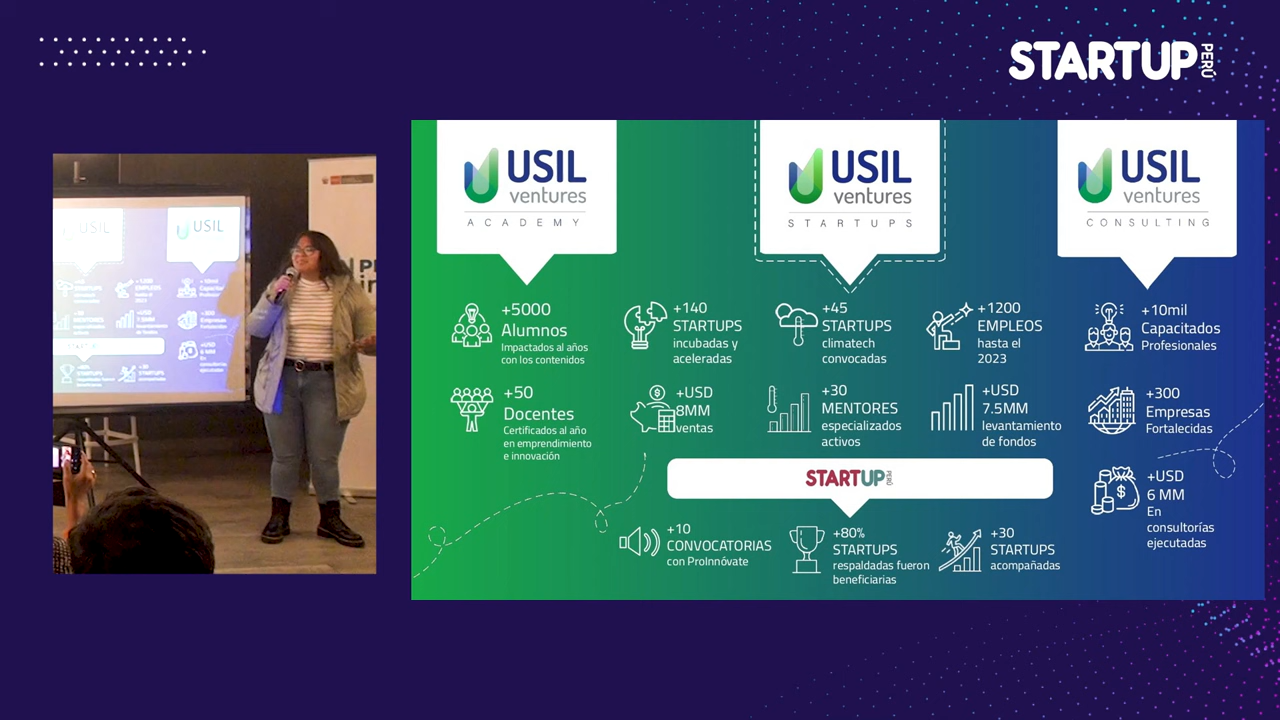 STARTUP PERÚ
USIL
ventures
ACADEMY
USIL
ventures
STARTUPS
USIL
ventures
CONSULTING
+5000
Alumnos
Impactados al años
con los contenidos
+50
Docentes
Certificados al año
en emprendimiento
e innovación
+140
STARTUPS
incubadas y
aceleradas
+45
STARTUPS
climatech
convocadas
+1200
EMPLEOS
hasta el
2023
+USD
8MM
ventas
+30
MENTORES
especializados
activos
+USD
7.5MM
levantamiento
de fondos
STARTUP PERÚ
+10
CONVOCATORIAS
con ProInnóvate
+80%
STARTUPS
respaldadas fueron
beneficiarias
+30
STARTUPS
acompañadas
+10mil
Capacitados
Profesionales
+300
Empresas
Fortalecidas
+USD
6 MM
En
consultorías
ejecutadas
USIL